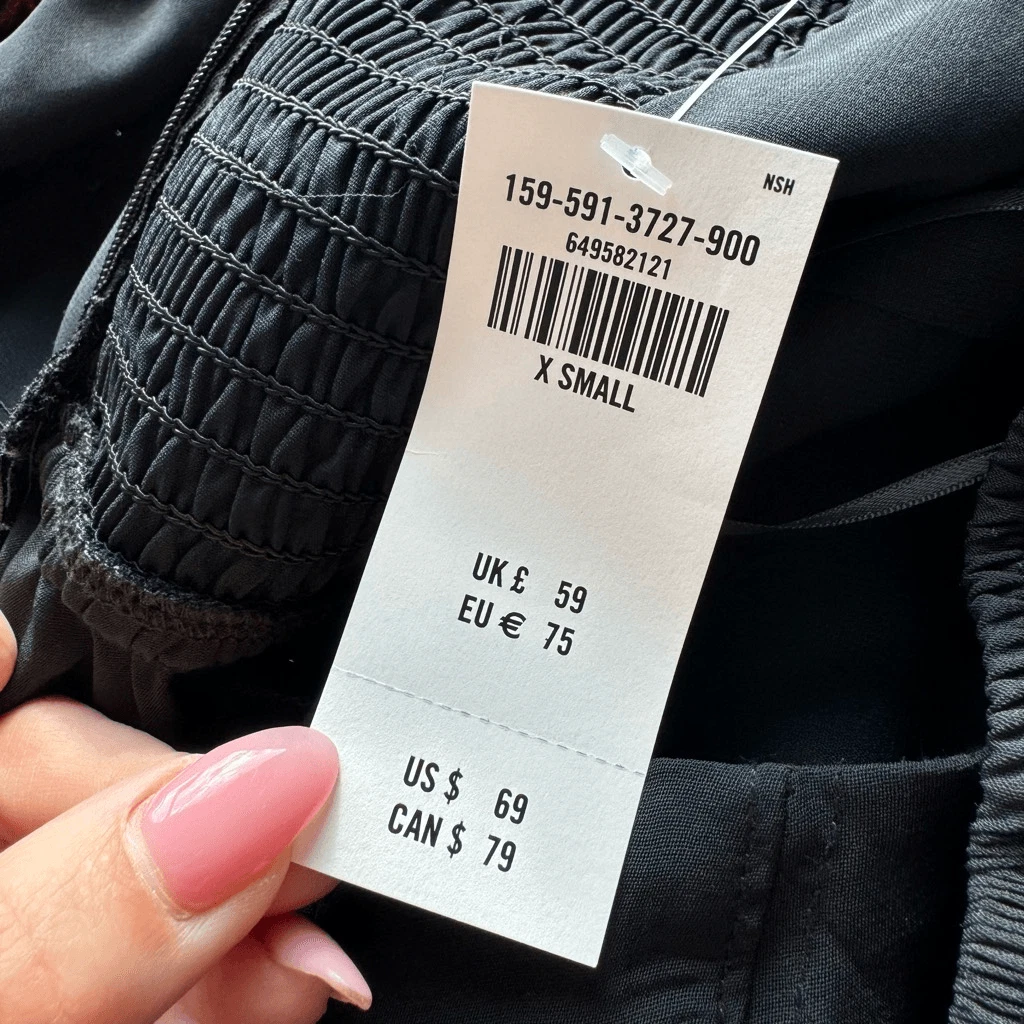 NSH
159-591-3727-900
649582121
X SMALL
UK £ 59
EU € 75
US $ 69
CAN $ 79